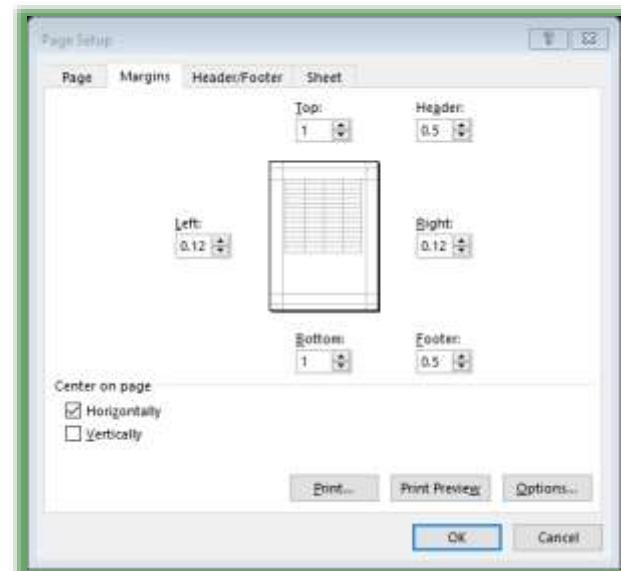 Page Setup
Page Margins Header/Footer Sheet
Top: Header:
1 0.5
Left: Right:
0.12 0.12
Bottom: Footer:
1 0.5
Center on page
Horizontally
Vertically
Print... Print Preview Options...
OK Cancel